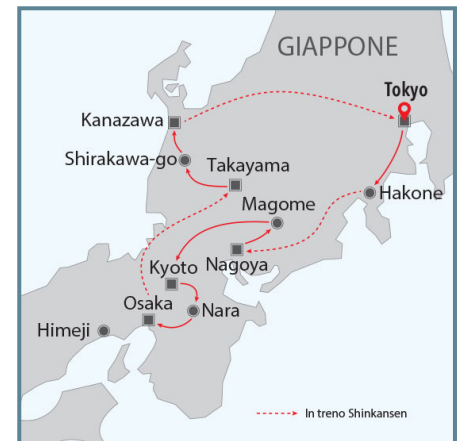 GIAPPONE
Tokyo
Kanazawa
Shirakawa-go
Takayama
Hakone
Magome
Kyoto
Nagoya
Osaka
Nara
Himeji
In treno Shinkansen